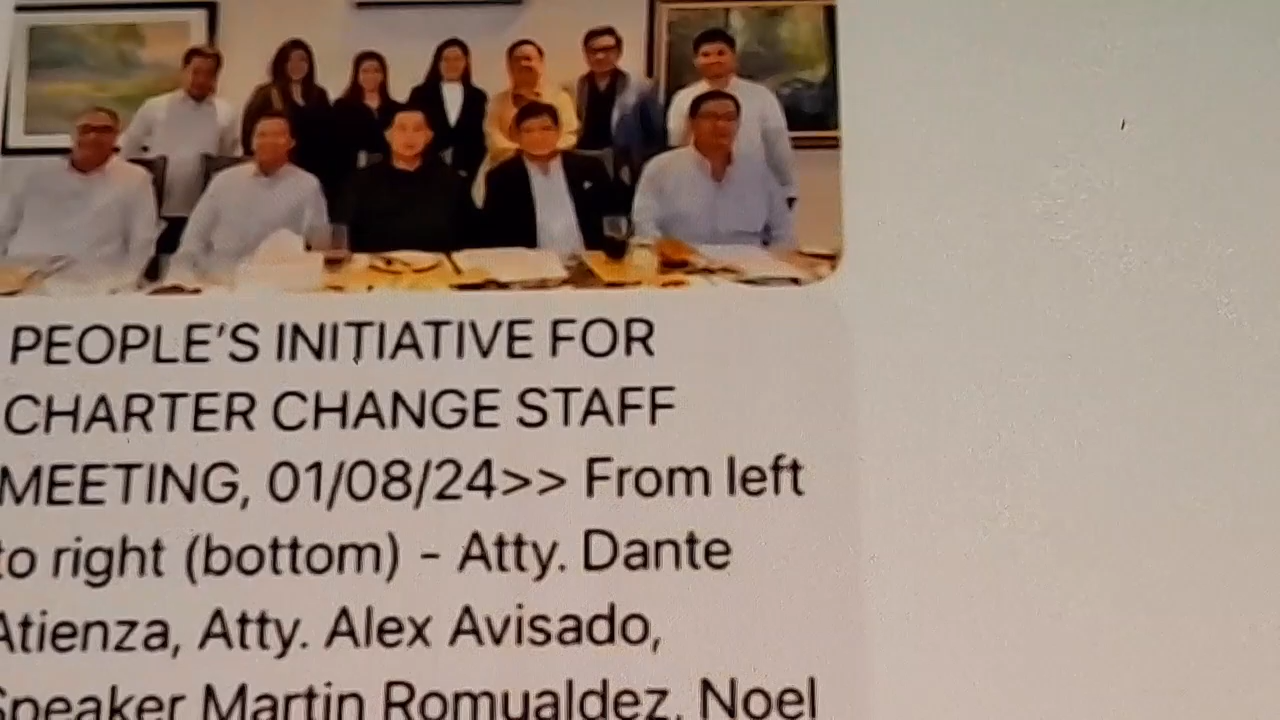 PEOPLE'S INITIATIVE FOR
CHARTER CHANGE STAFF
MEETING, 01/08/24>> From left
to right (bottom) - Atty. Dante
Atienza, Atty. Alex Avisado,
Speaker Martin Romualdez, Noel